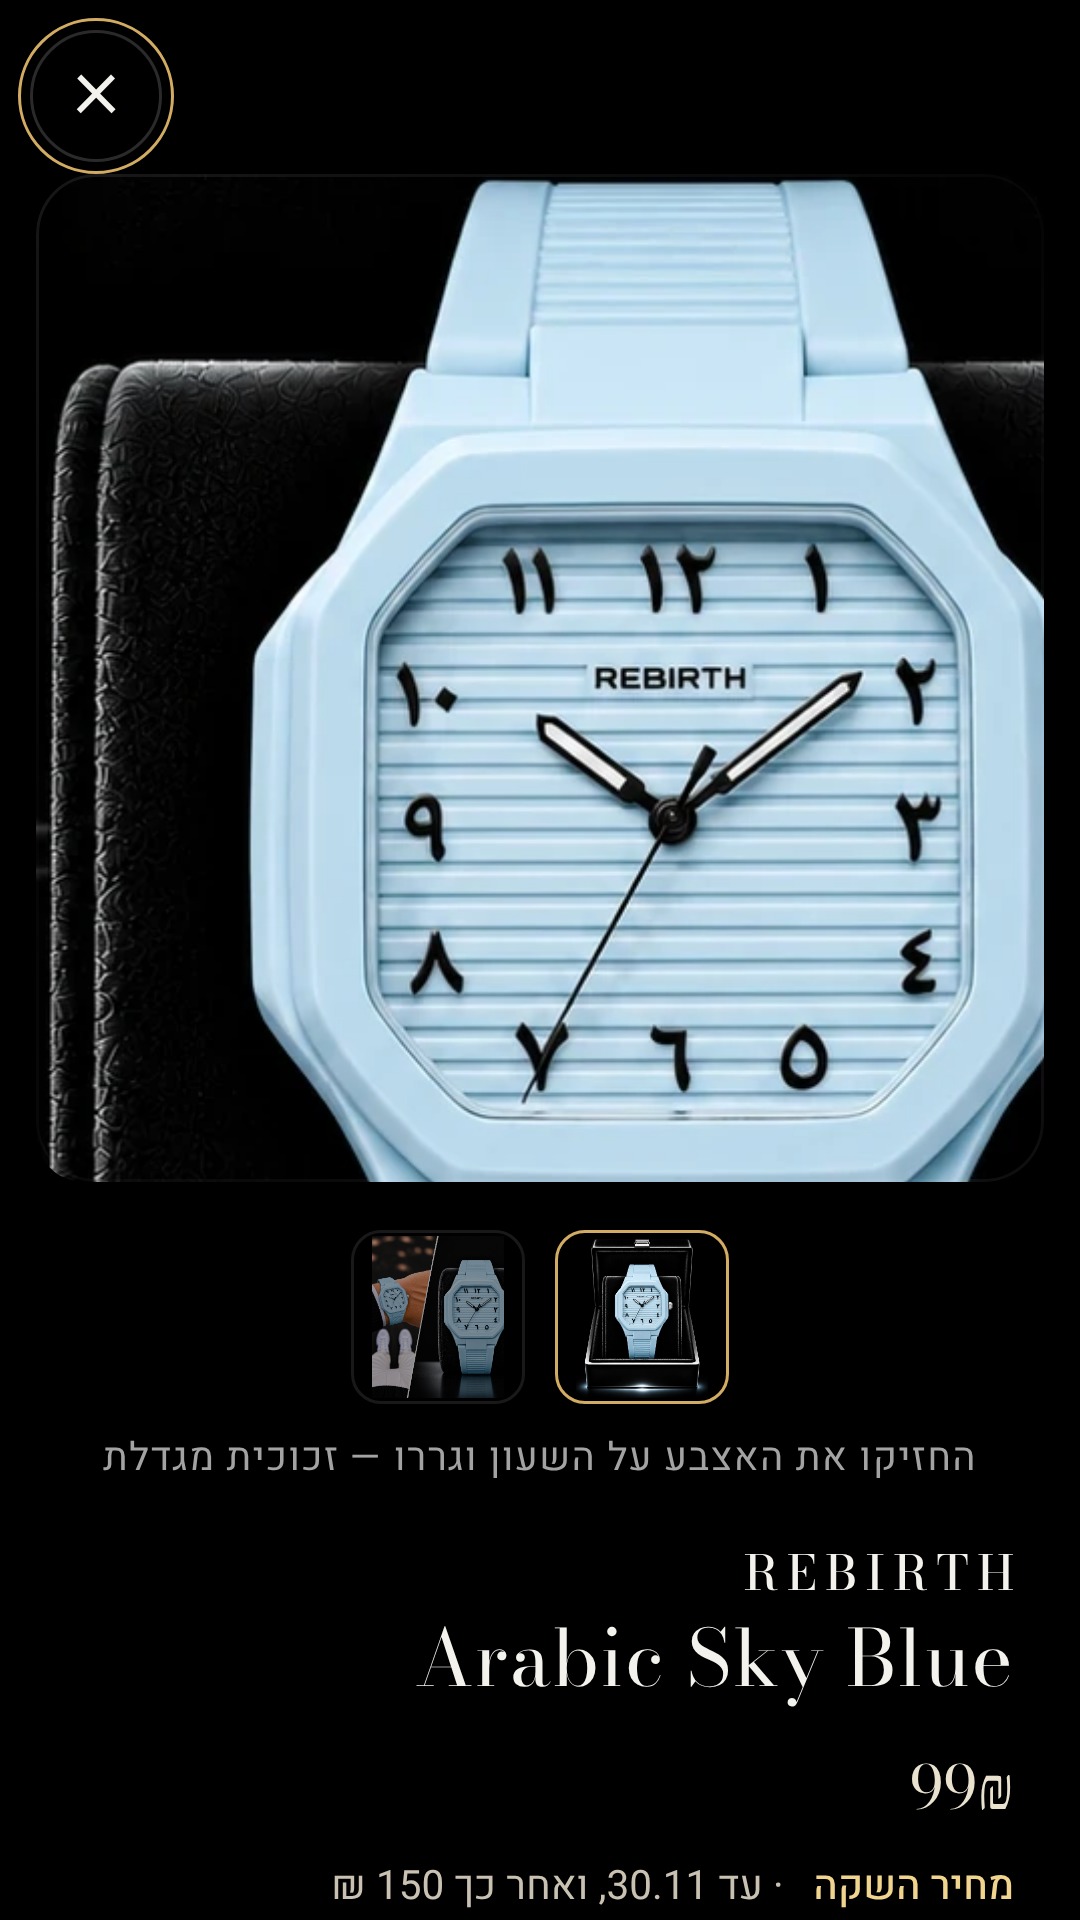 ١١ ١٢ ١
REBIRTH
١٠ ٢
٩ ٣
٨ ٤
٧ ٦ ٥
החזיקו את האצבע על השעון וגררו — זכוכית מגדלת
REBIRTH
Arabic Sky Blue
99₪
מחיר השקה · עד 30.11, ואחר כך 150 ₪